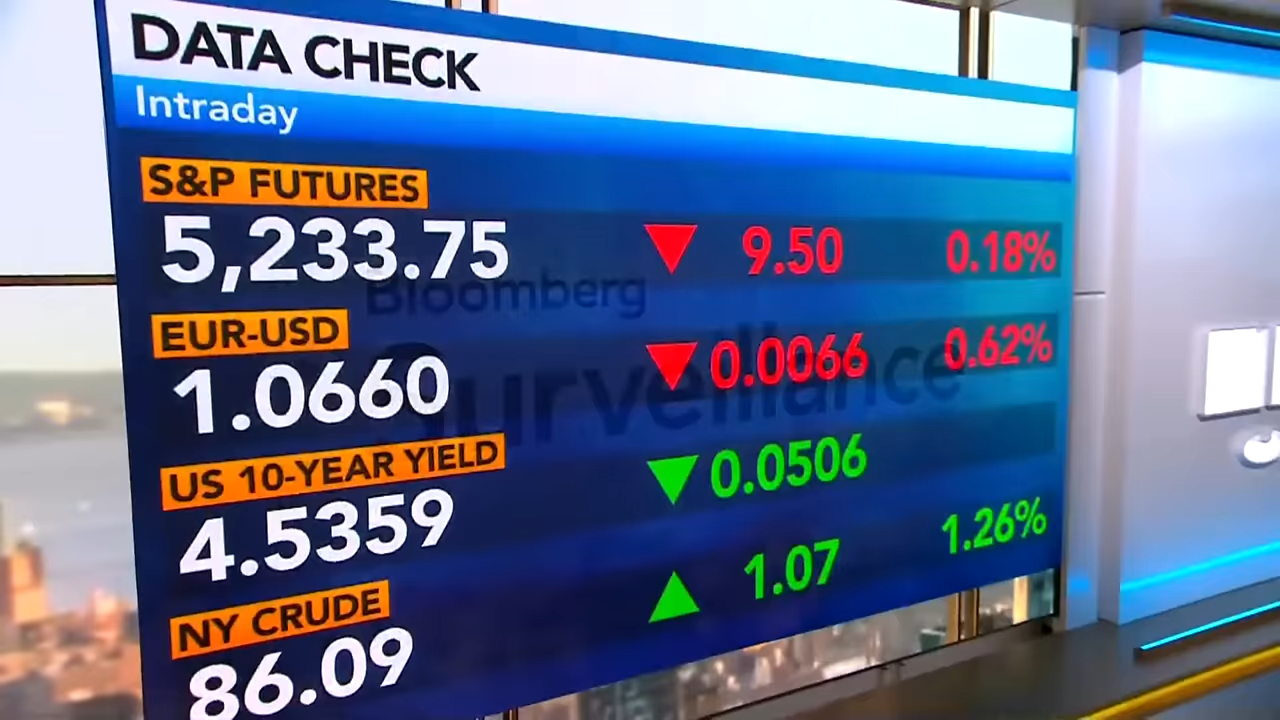 DATA CHECK
Intraday
S&P FUTURES
5,233.75 ▼ 9.50 0.18%
Bloomberg
EUR-USD
1.0660 ▼ 0.0066 0.62%
Surveillance
US 10-YEAR YIELD
4.5359 ▼ 0.0506
NY CRUDE
86.09 ▲ 1.07 1.26%